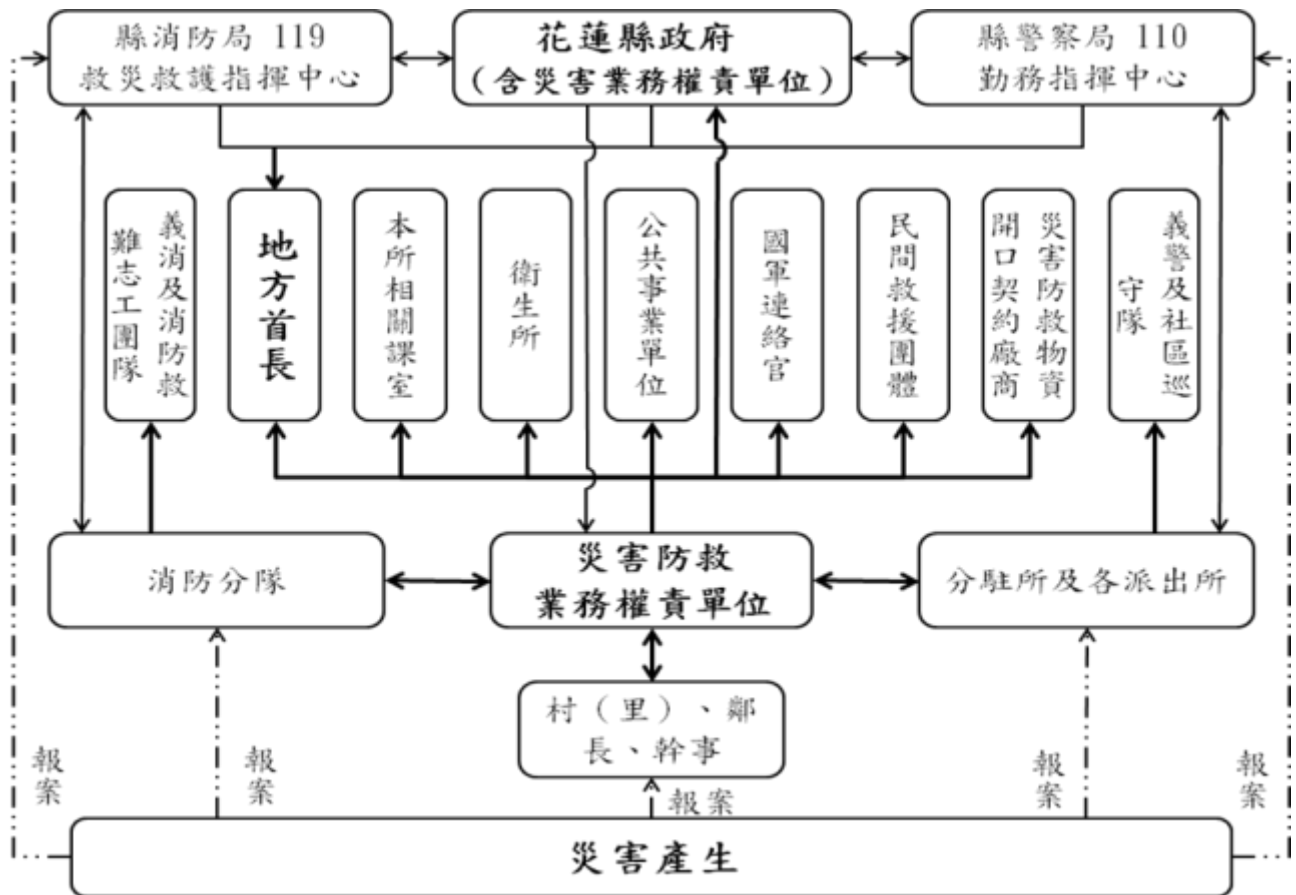 縣消防局 119
救災救護指揮中心
花蓮縣政府
(含災害業務權責單位)
縣警察局 110
勤務指揮中心
義消及消防救
難志工團隊
地方首長
本所相關課室
衛生所
公共事業單位
國軍連絡官
民間救援團體
災害防救物資
開口契約廠商
義警及社區巡
守隊
消防分隊
災害防救
業務權責單位
分駐所及各派出所
村（里）、鄰
長、幹事
報案
報案
報案
報案
報案
災害產生